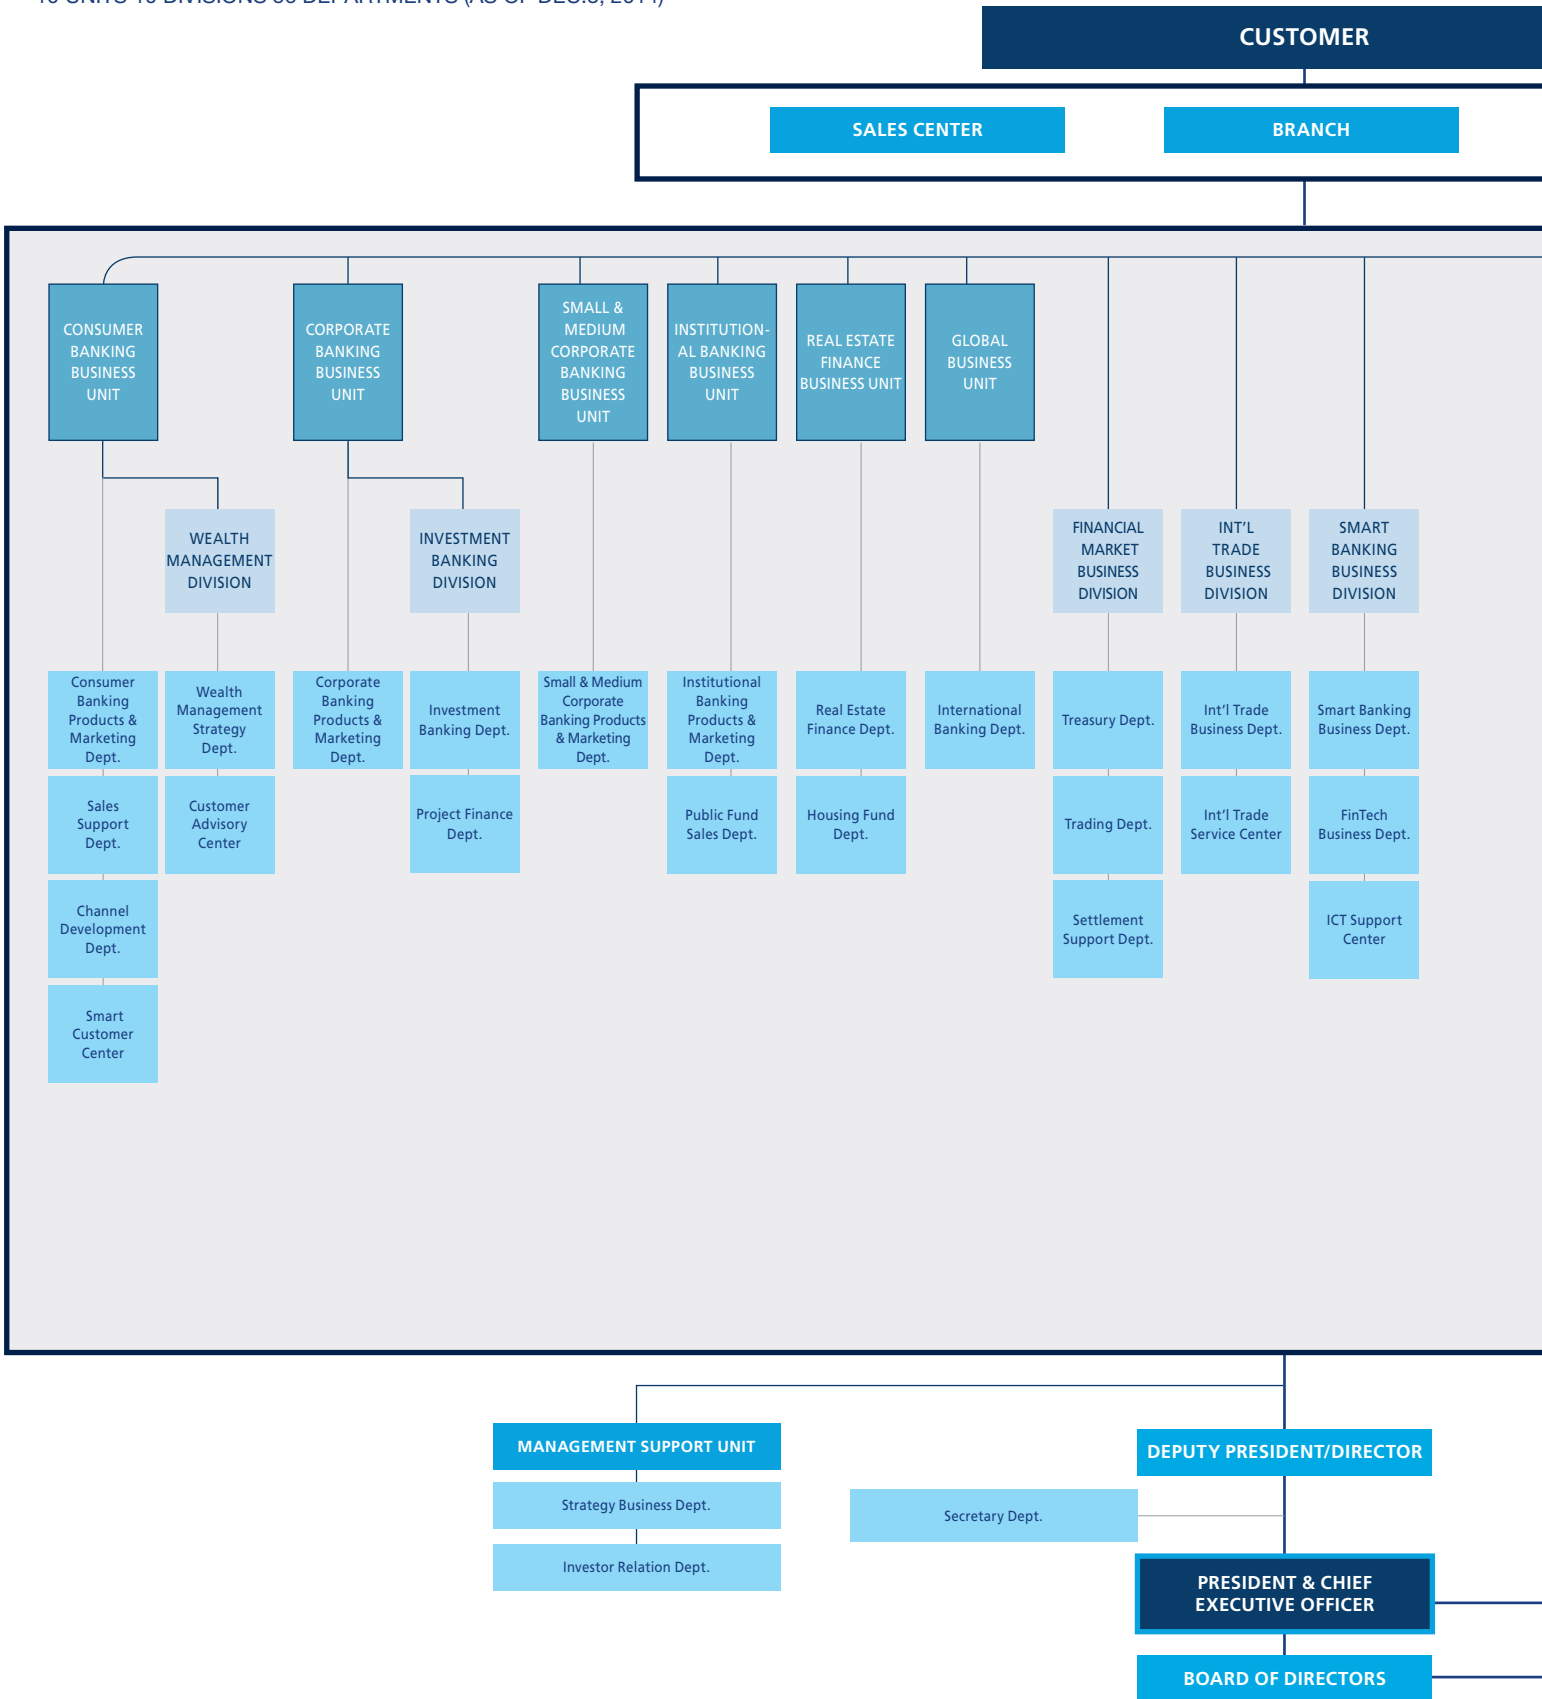 CUSTOMER
SALES CENTER
BRANCH
CONSUMER
BANKING
BUSINESS
UNIT
CORPORATE
BANKING
BUSINESS
UNIT
SMALL &
MEDIUM
CORPORATE
BANKING
BUSINESS
UNIT
INSTITUTION-
AL BANKING
BUSINESS
UNIT
REAL ESTATE
FINANCE
BUSINESS UNIT
GLOBAL
BUSINESS
UNIT
WEALTH
MANAGEMENT
DIVISION
INVESTMENT
BANKING
DIVISION
FINANCIAL
MARKET
BUSINESS
DIVISION
INT’L
TRADE
BUSINESS
DIVISION
SMART
BANKING
BUSINESS
DIVISION
Consumer
Banking
Products &
Marketing
Dept.
Wealth
Management
Strategy
Dept.
Corporate
Banking
Products &
Marketing
Dept.
Investment
Banking Dept.
Small & Medium
Corporate
Banking Products
& Marketing
Dept.
Institutional
Banking
Products &
Marketing
Dept.
Real Estate
Finance Dept.
International
Banking Dept.
Treasury Dept.
Int’l Trade
Business Dept.
Smart Banking
Business Dept.
Sales
Support
Dept.
Customer
Advisory
Center
Project Finance
Dept.
Public Fund
Sales Dept.
Housing Fund
Dept.
Trading Dept.
Int’l Trade
Service Center
FinTech
Business Dept.
Channel
Development
Dept.
Settlement
Support Dept.
ICT Support
Center
Smart
Customer
Center
MANAGEMENT SUPPORT UNIT
DEPUTY PRESIDENT/DIRECTOR
Strategy Business Dept.
Secretary Dept.
Investor Relation Dept.
PRESIDENT & CHIEF
EXECUTIVE OFFICER
BOARD OF DIRECTORS